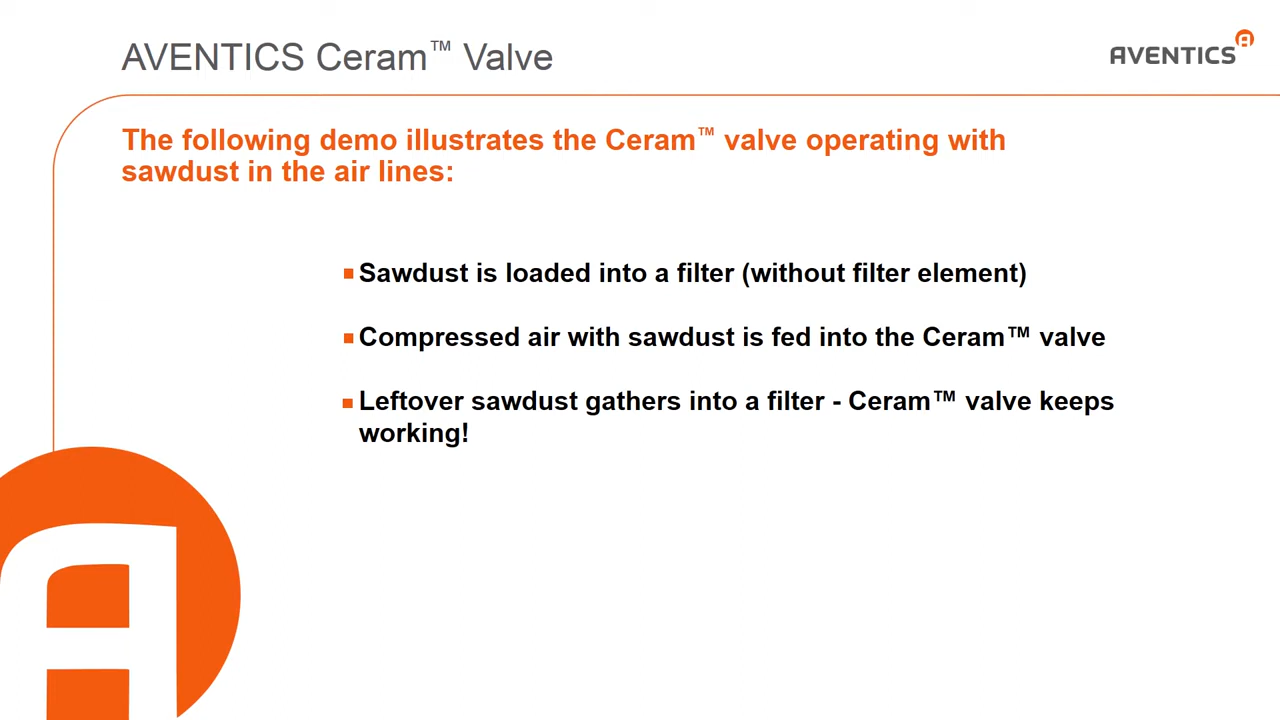 AVENTICS Ceram™ Valve
AVENTICS
The following demo illustrates the Ceram™ valve operating with
sawdust in the air lines:
Sawdust is loaded into a filter (without filter element)
Compressed air with sawdust is fed into the Ceram™ valve
Leftover sawdust gathers into a filter - Ceram™ valve keeps
working!